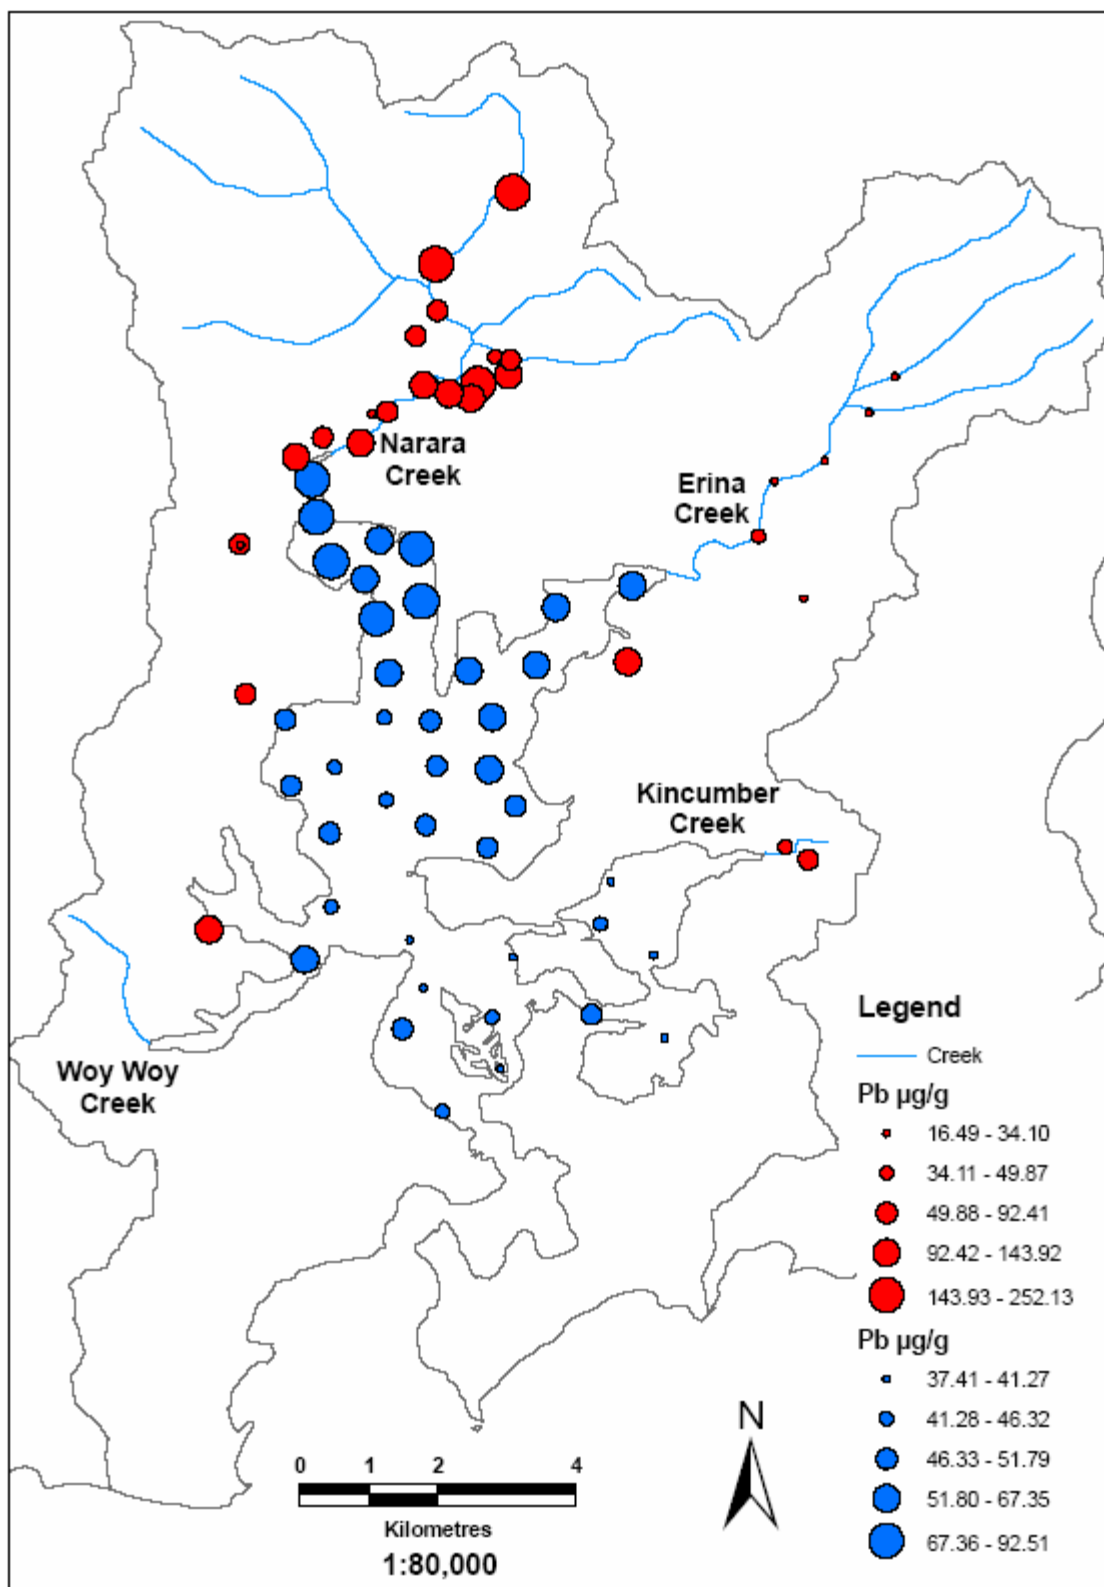 Narara
Creek
Erina
Creek
Kincumber
Creek
Woy Woy
Creek
Legend
Creek
Pb µg/g
16.49 - 34.10
34.11 - 49.87
49.88 - 92.41
92.42 - 143.92
143.93 - 252.13
Pb µg/g
37.41 - 41.27
41.28 - 46.32
46.33 - 51.79
51.80 - 67.35
67.36 - 92.51
N
0 1 2 4
Kilometres
1:80,000